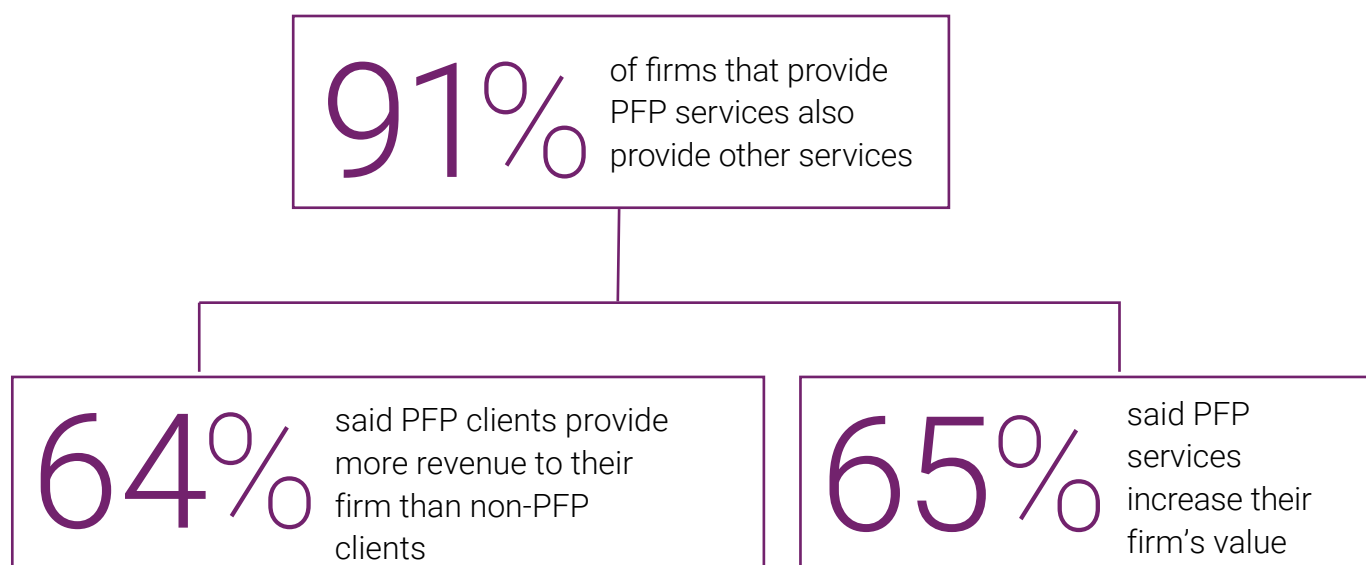 91%
of firms that provide
PFP services also
provide other services
64%
said PFP clients provide
more revenue to their
firm than non-PFP
clients
65%
said PFP
services
increase their
firm’s value